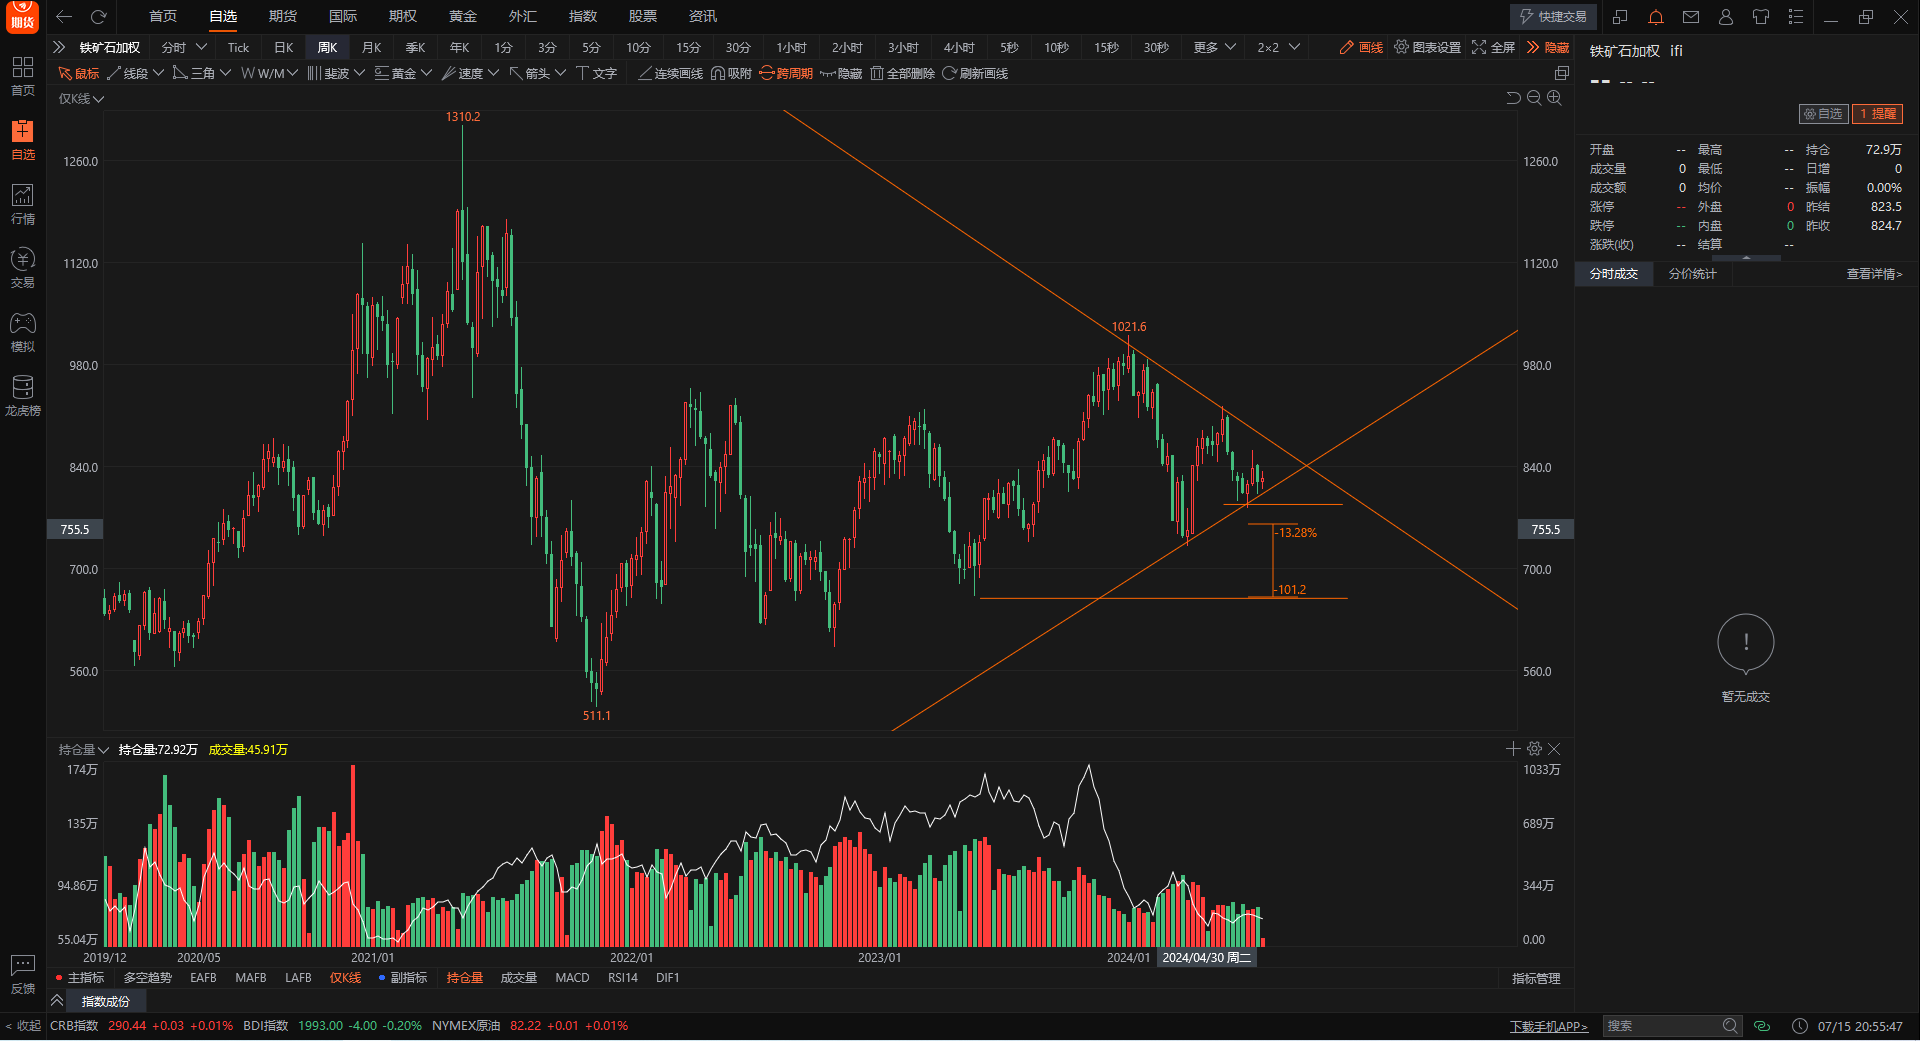 期货 首页 自选 期货 国际 期权 黄金 外汇 指数 股票 资讯 快捷交易
铁矿石加权 分时 Tick 日K 周K 月K 季K 年K 1分 3分 5分 10分 15分 30分 1小时 2小时 3小时 4小时 5秒 10秒 15秒 30秒 更多 2×2 画线 图表设置 全屏 隐藏
鼠标 线段 三角 W/M 斐波 黄金 速度 箭头 文字 连续画线 吸附 跨周期 隐藏 全部删除 刷新画线
仅K线
首页
自选
行情
交易
模拟
龙虎榜
反馈
< 收起
1310.2
1021.6
511.1
-13.28%
-101.2
1260.0 1260.0
1120.0 1120.0
980.0 980.0
840.0 840.0
755.5 755.5
700.0 700.0
560.0 560.0
持仓量 持仓量:72.92万 成交量:45.91万
174万 1033万
135万 689万
94.86万 344万
55.04万 0.00
2019/12 2020/05 2021/01 2022/01 2023/01 2024/01 2024/04/30 周二
主指标 多空趋势 EAFB MAFB LAFB 仅K线 副指标 持仓量 成交量 MACD RSI14 DIF1 指标管理
指数成份
CRB指数 290.44 +0.03 +0.01% BDI指数 1993.00 -4.00 -0.20% NYMEX原油 82.22 +0.01 +0.01% 下载手机APP> 搜索 07/15 20:55:47
铁矿石加权 ifi
-- -- --
自选 1 提醒
开盘 -- 最高 -- 持仓 72.9万
成交量 0 最低 -- 日增 0
成交额 0 均价 -- 振幅 0.00%
涨停 -- 外盘 0 昨结 823.5
跌停 -- 内盘 0 昨收 824.7
涨跌(收) -- 结算 --
分时成交 分价统计 查看详情>
!
暂无成交